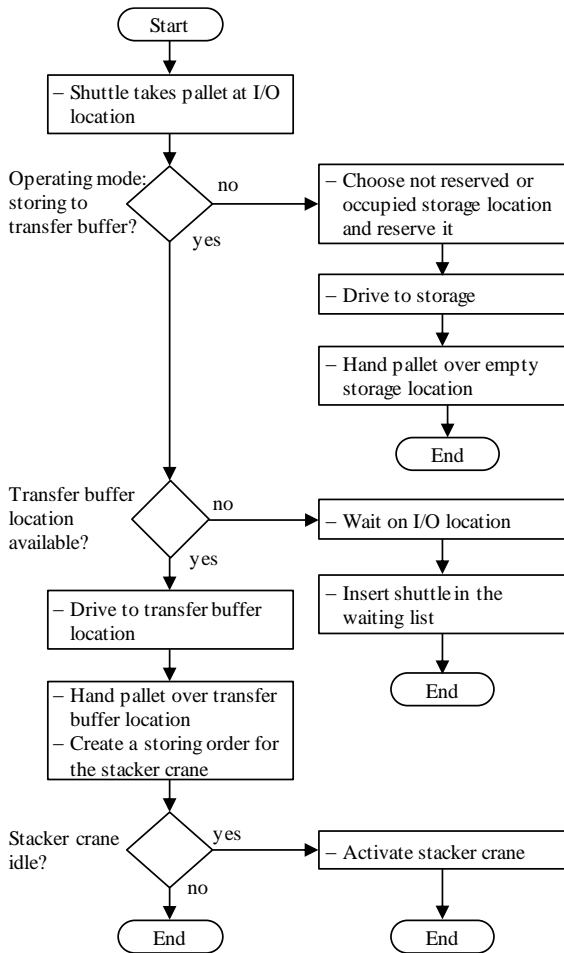 Start
– Shuttle takes pallet at I/O
location
Operating mode:
storing to
transfer buffer?
no
yes
– Choose not reserved or
occupied storage location
and reserve it
– Drive to storage
– Hand pallet over empty
storage location
End
Transfer buffer
location
available?
no
yes
– Wait on I/O location
– Insert shuttle in the
waiting list
End
– Drive to transfer buffer
location
– Hand pallet over transfer
buffer location
– Create a storing order for
the stacker crane
Stacker crane
idle?
yes
no
– Activate stacker crane
End
End